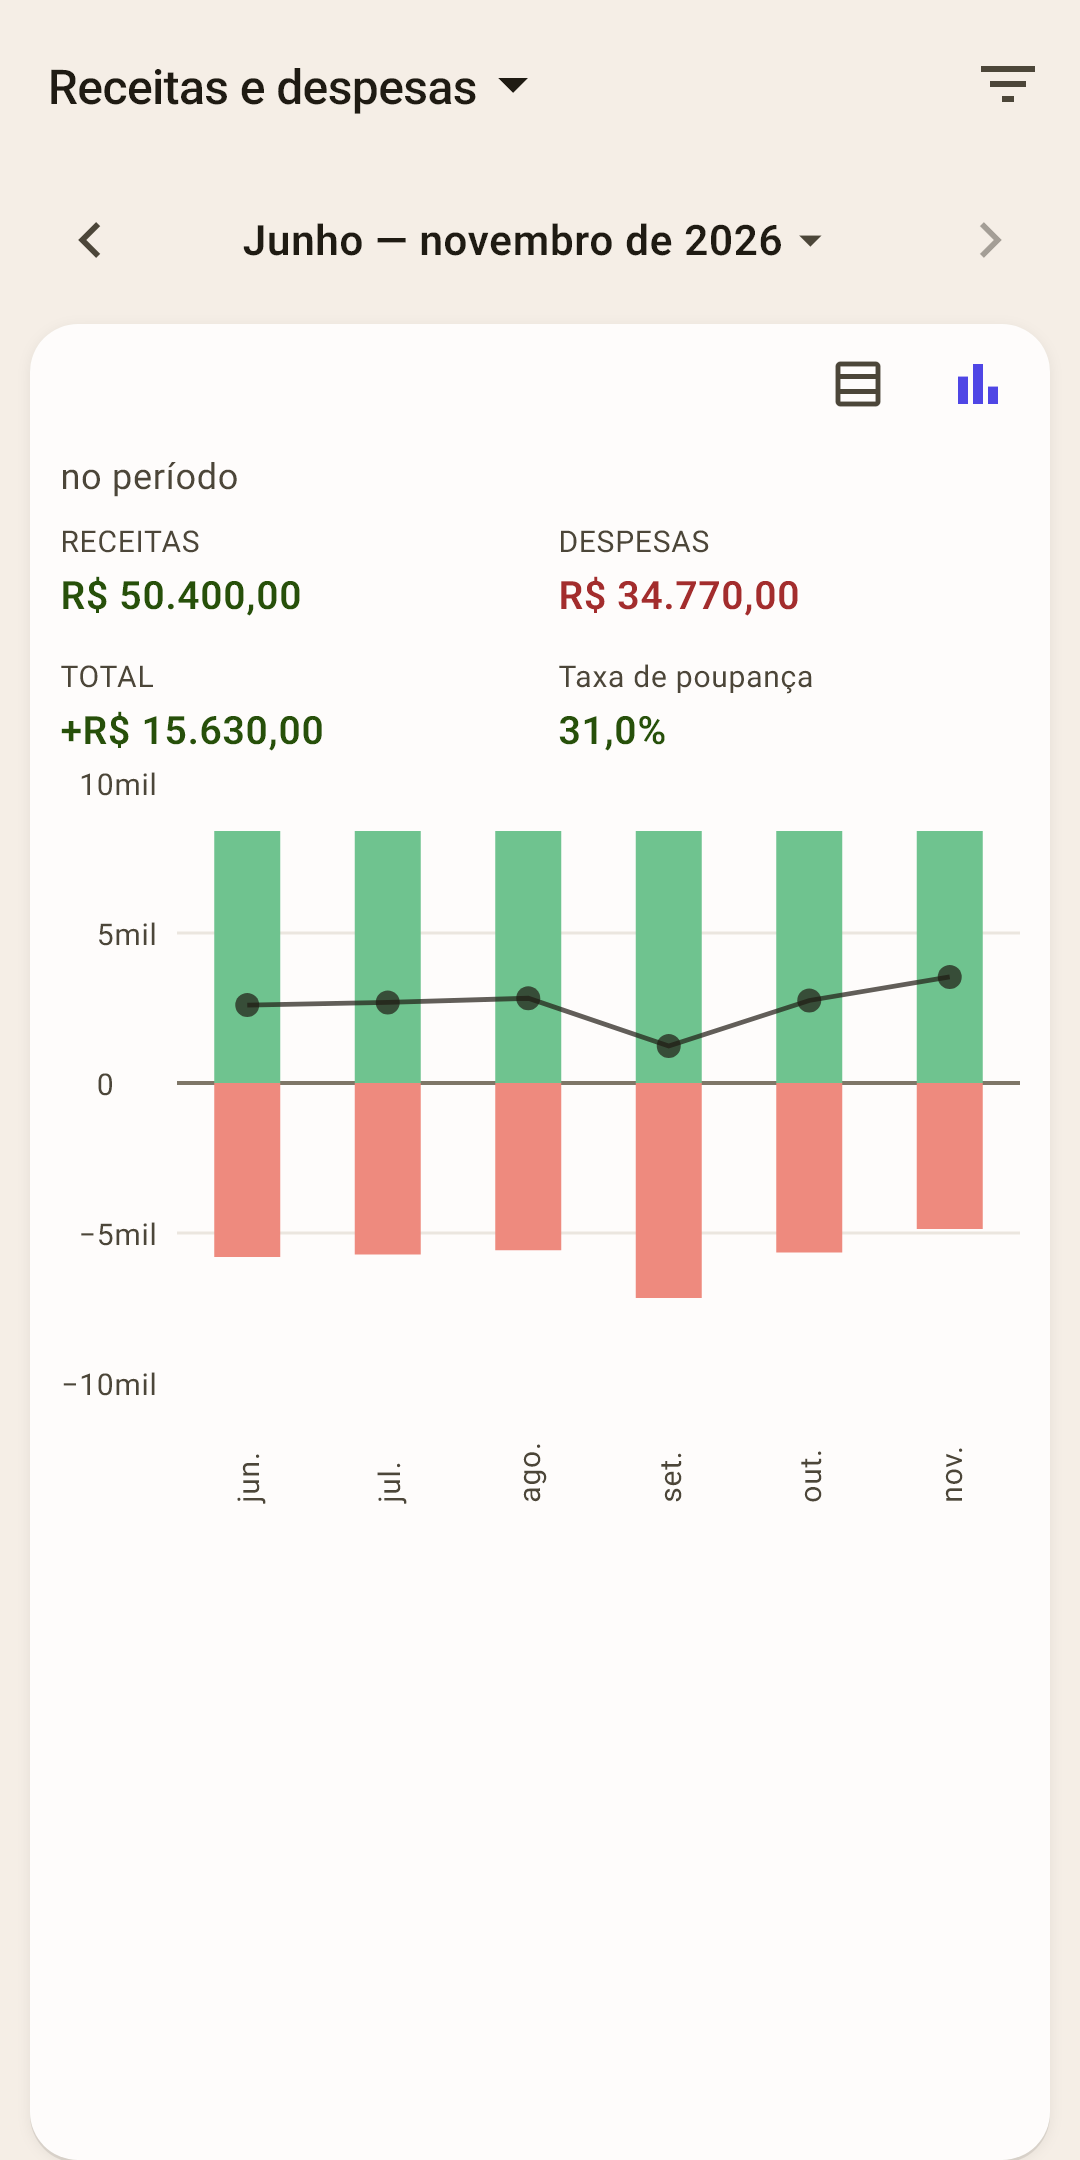 Receitas e despesas
Junho — novembro de 2026
no período
RECEITAS
R$ 50.400,00
DESPESAS
R$ 34.770,00
TOTAL
+R$ 15.630,00
Taxa de poupança
31,0%
10mil
5mil
0
−5mil
−10mil
jun.
jul.
ago.
set.
out.
nov.